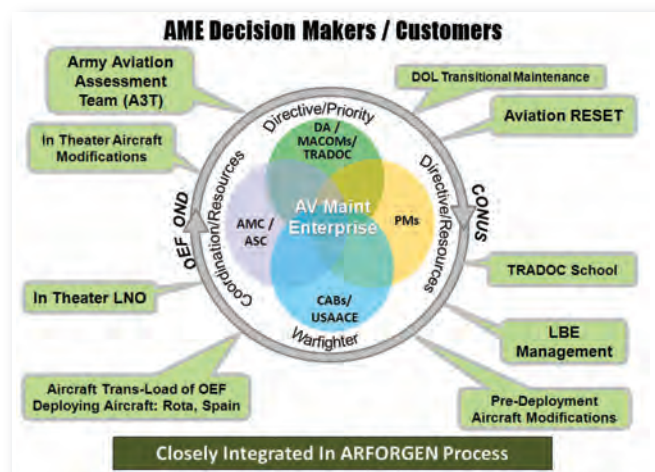 AME Decision Makers / Customers
Army Aviation
Assessment
Team (A3T)
DOL Transitional Maintenance
Aviation RESET
In Theater Aircraft
Modifications
Directive/Priority
DA /
MACOMs/
TRADOC
Coordination/Resources
Directive/Resources
OEF OND
CONUS
AV Maint
Enterprise
AMC /
ASC
PMs
CABs/
USAACE
Warfighter
In Theater LNO
TRADOC School
LBE
Management
Aircraft Trans-Load of OEF
Deploying Aircraft: Rota, Spain
Pre-Deployment
Aircraft Modifications
Closely Integrated In ARFORGEN Process